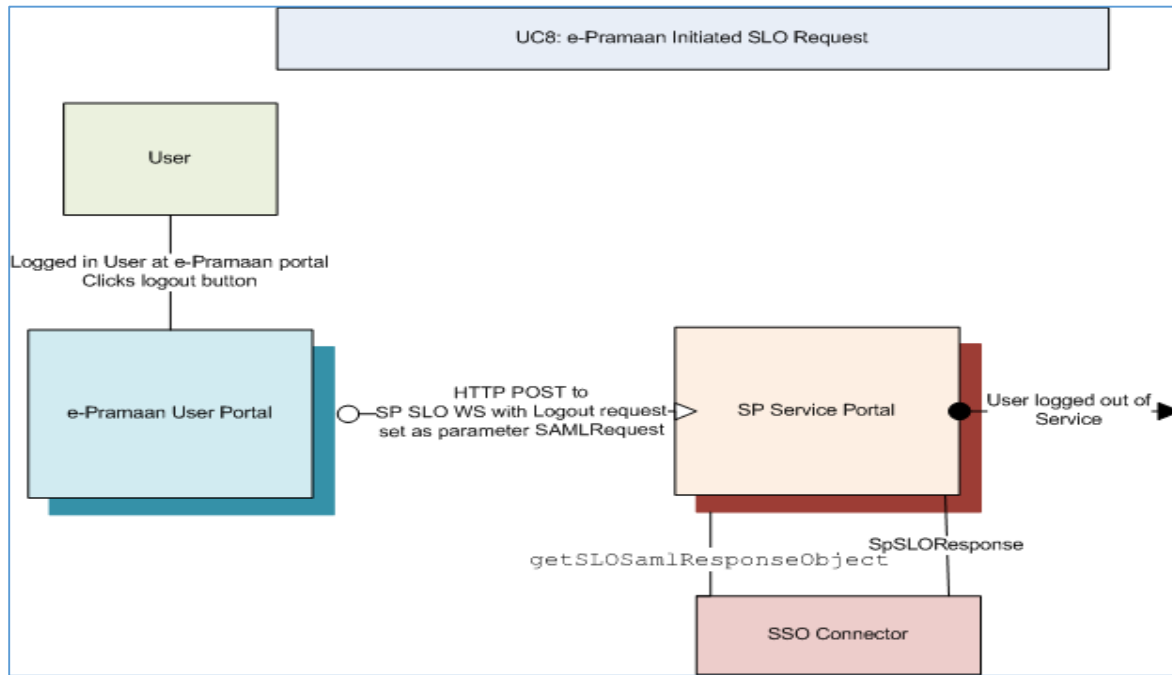 UC8: e-Pramaan Initiated SLO Request
User
Logged in User at e-Pramaan portal
Clicks logout button
e-Pramaan User Portal
HTTP POST to
SP SLO WS with Logout request
set as parameter SAMLRequest
SP Service Portal
User logged out of
Service
getSLOSamlResponseObject
SpSLOResponse
SSO Connector